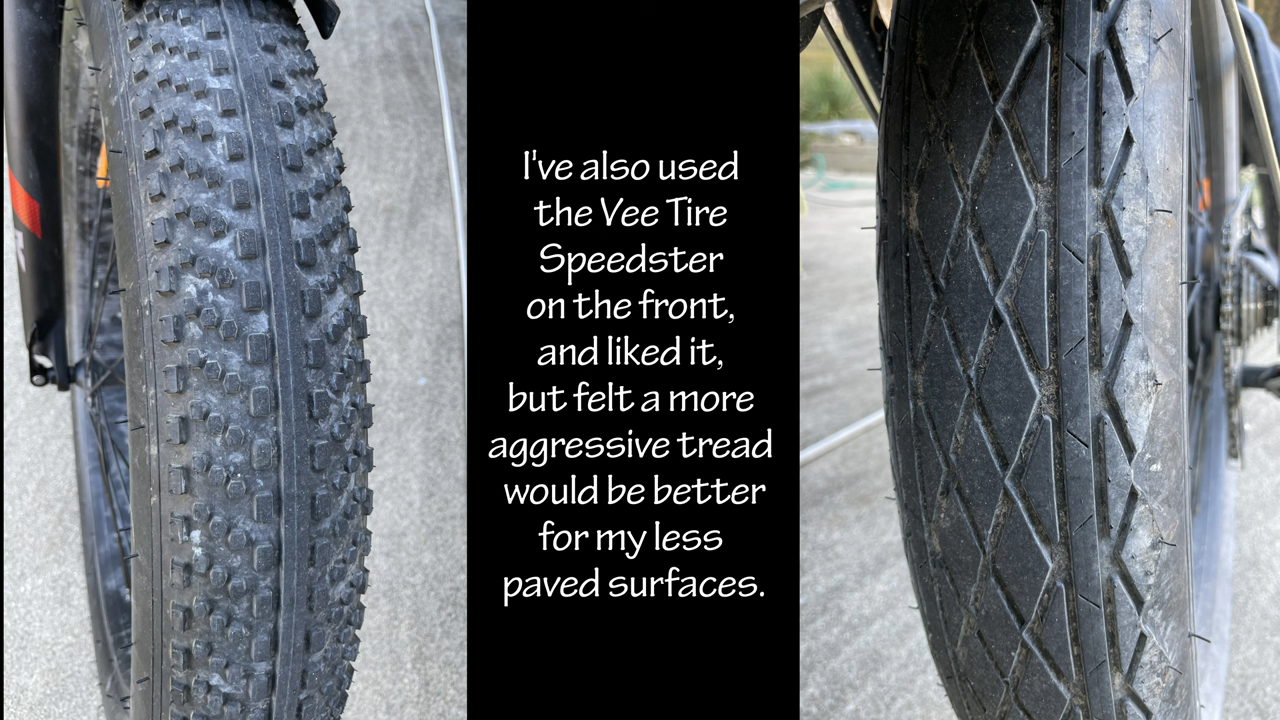 I've also used
the Vee Tire
Speedster
on the front,
and liked it,
but felt a more
aggressive tread
would be better
for my less
paved surfaces.